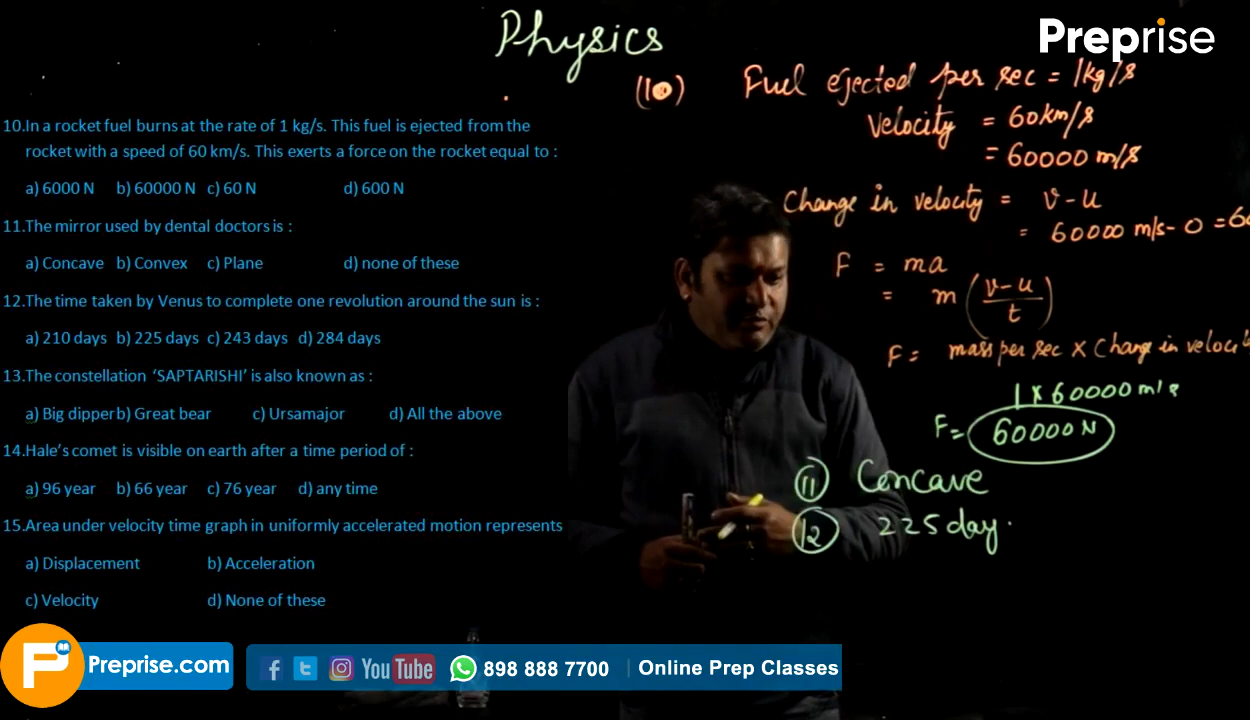 Physics
Preprise
10.In a rocket fuel burns at the rate of 1 kg/s. This fuel is ejected from the
rocket with a speed of 60 km/s. This exerts a force on the rocket equal to :
a) 6000 N b) 60000 N c) 60 N d) 600 N
11.The mirror used by dental doctors is :
a) Concave b) Convex c) Plane d) none of these
12.The time taken by Venus to complete one revolution around the sun is :
a) 210 days b) 225 days c) 243 days d) 284 days
13.The constellation ‘SAPTARISHI’ is also known as :
a) Big dipper b) Great bear c) Ursamajor d) All the above
14.Hale’s comet is visible on earth after a time period of :
a) 96 year b) 66 year c) 76 year d) any time
15.Area under velocity time graph in uniformly accelerated motion represents
a) Displacement b) Acceleration
c) Velocity d) None of these
(10) Fuel ejected per sec = 1kg/s
Velocity = 60km/s
= 60000 m/s
Change in velocity = v - u
= 60000 m/s - 0 =
F = ma
= m (v-u/t)
F = mass per sec x Change in
1 x 60000 m/s
F = 60000 N
11 Concave
12 225 day.
Preprise.com
You Tube 898 888 7700 | Online Prep Classes